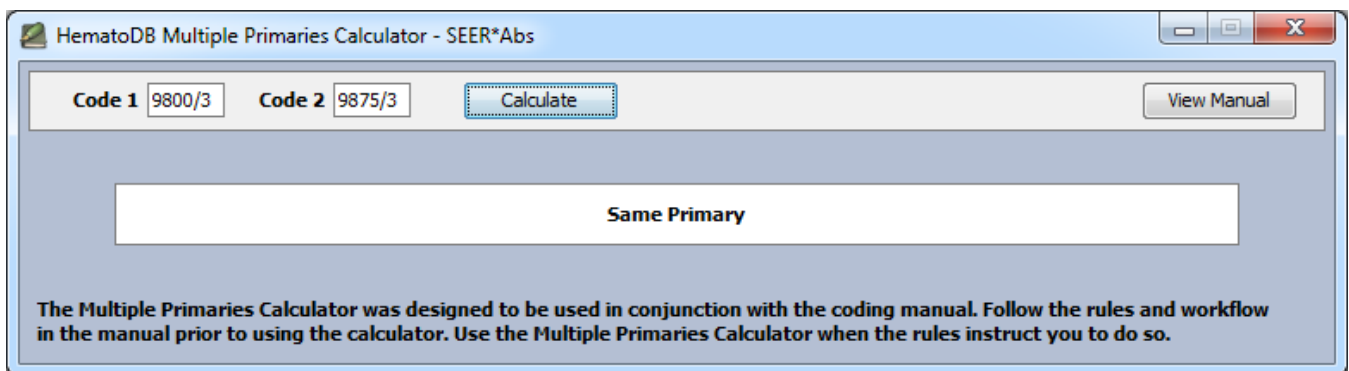 HematoDB Multiple Primaries Calculator - SEER*Abs
Code 1 9800/3 Code 2 9875/3 Calculate View Manual
Same Primary
The Multiple Primaries Calculator was designed to be used in conjunction with the coding manual. Follow the rules and workflow
in the manual prior to using the calculator. Use the Multiple Primaries Calculator when the rules instruct you to do so.